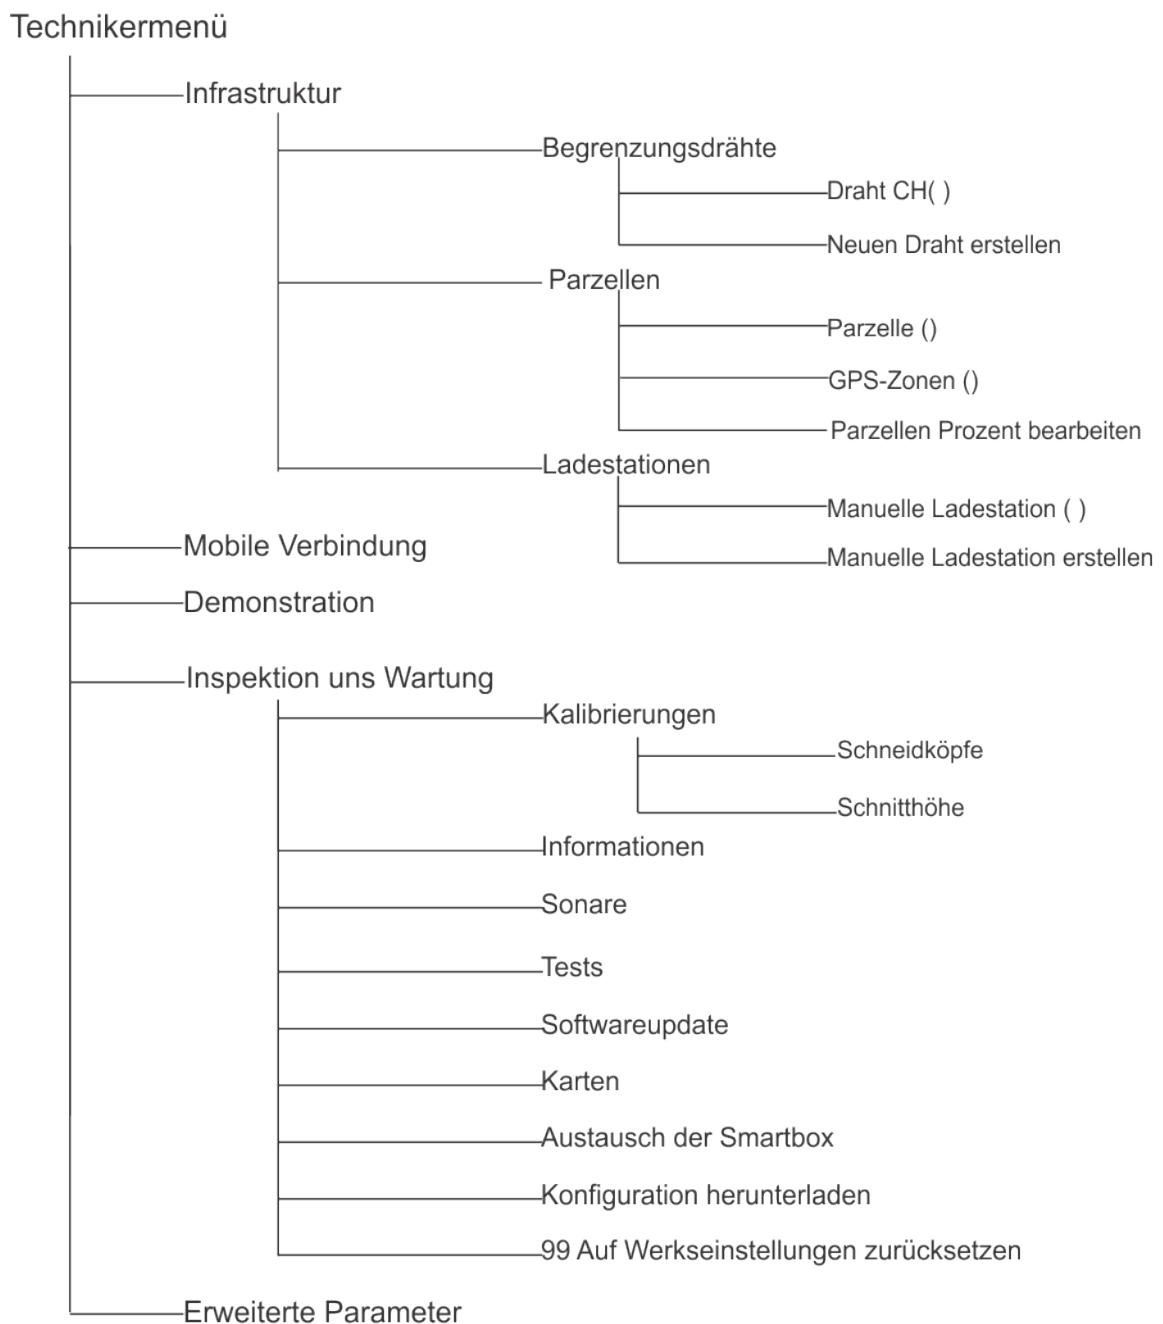 Technikermenü
Infrastruktur
Begrenzungsdrähte
Draht CH( )
Neuen Draht erstellen
Parzellen
Parzelle ()
GPS-Zonen ()
Parzellen Prozent bearbeiten
Ladestationen
Manuelle Ladestation ( )
Manuelle Ladestation erstellen
Mobile Verbindung
Demonstration
Inspektion uns Wartung
Kalibrierungen
Schneidköpfe
Schnitthöhe
Informationen
Sonare
Tests
Softwareupdate
Karten
Austausch der Smartbox
Konfiguration herunterladen
99 Auf Werkseinstellungen zurücksetzen
Erweiterte Parameter